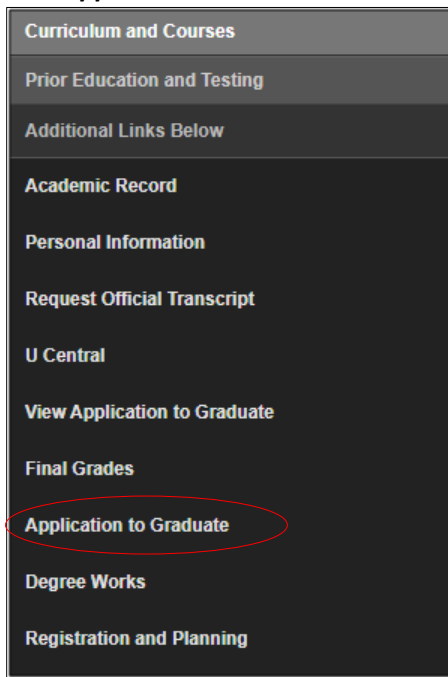 Curriculum and Courses
Prior Education and Testing
Additional Links Below
Academic Record
Personal Information
Request Official Transcript
U Central
View Application to Graduate
Final Grades
Application to Graduate
Degree Works
Registration and Planning